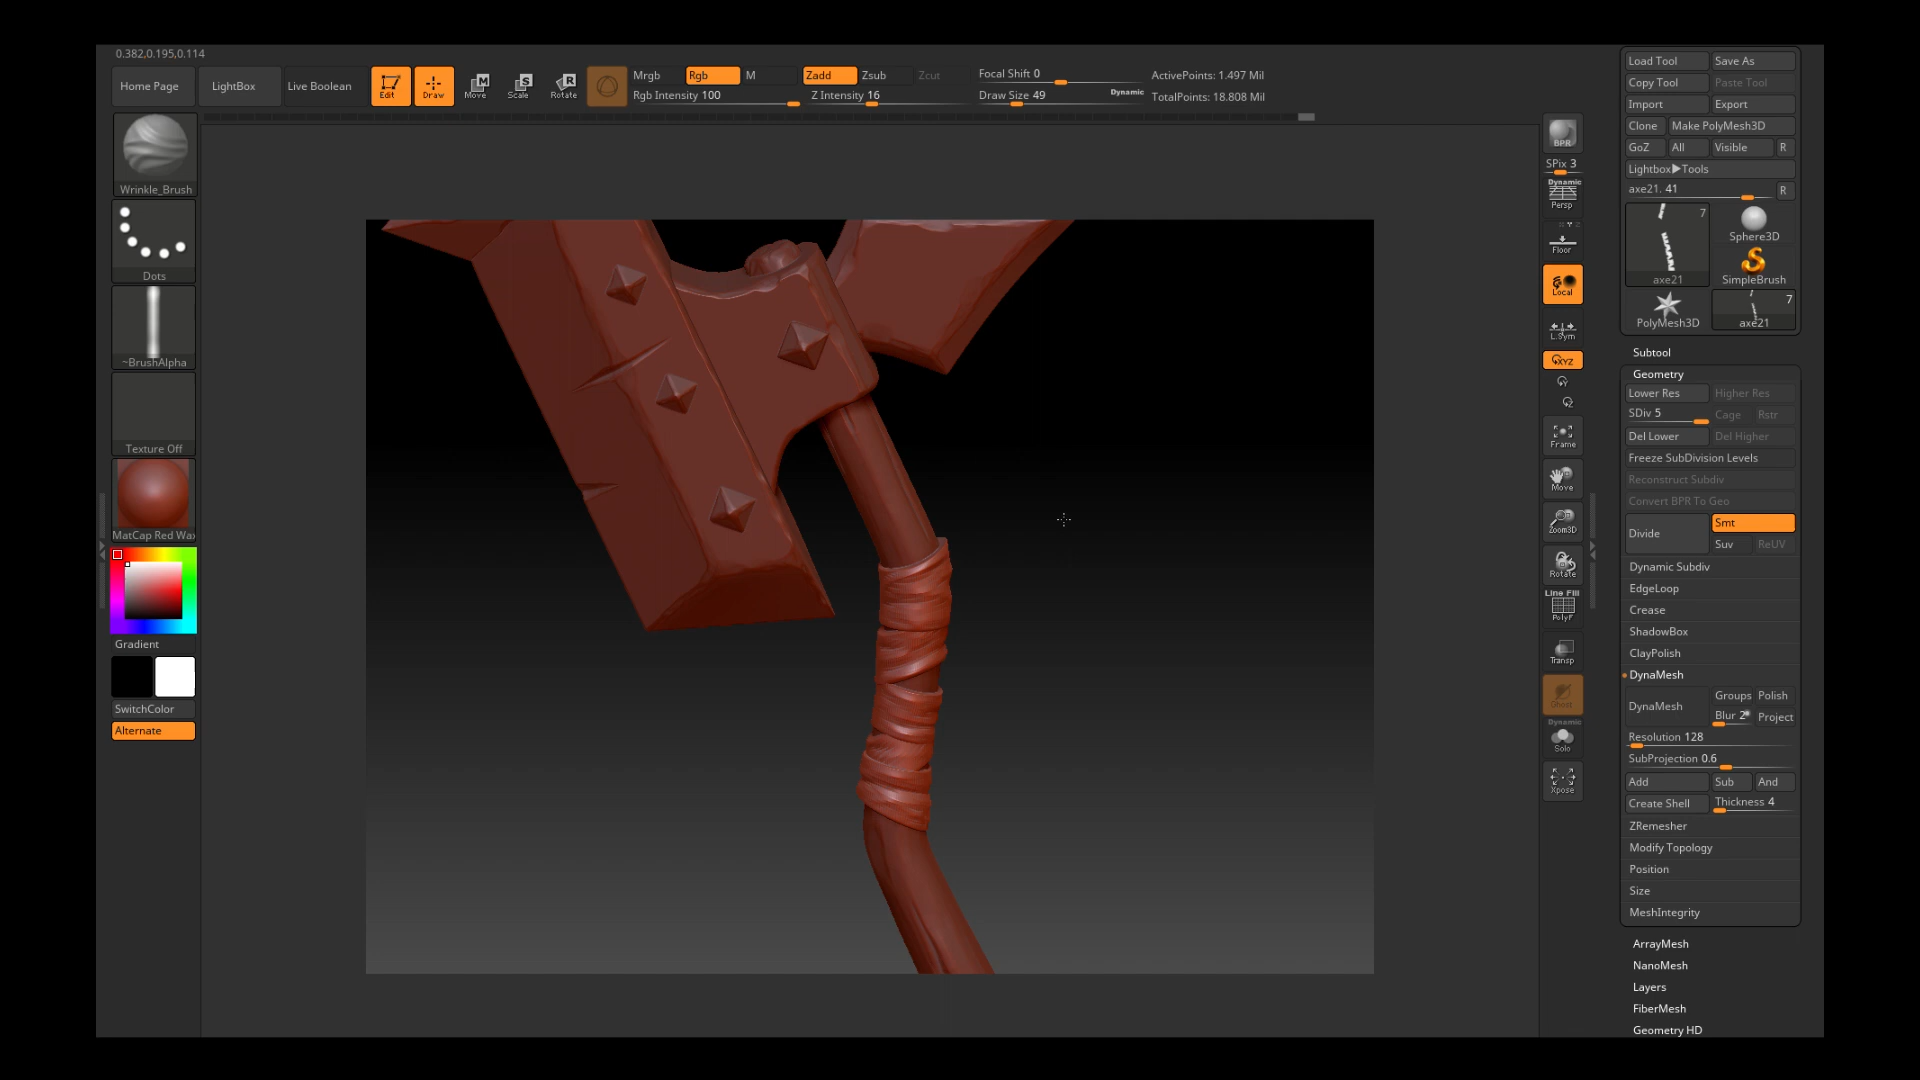 0.382,0.195,0.114
Home Page LightBox Live Boolean Edit Draw Move Scale Rotate
Mrgb Rgb M Zadd Zsub Zcut Focal Shift 0 ActivePoints: 1.497 Mil
Rgb Intensity 100 Z Intensity 16 Draw Size 49 Dynamic TotalPoints: 18.808 Mil
Wrinkle_Brush
Dots
~BrushAlpha
Texture Off
MatCap Red Wax
Gradient
SwitchColor
Alternate
BPR
SPix 3
Dynamic
Persp
Floor
Local
L.Sym
XYZ
Frame
Move
Zoom3D
Rotate
Line Fill
PolyF
Transp
Ghost
Dynamic
Solo
Xpose
Load Tool Save As
Copy Tool Paste Tool
Import Export
Clone Make PolyMesh3D
GoZ All Visible R
Lightbox▶Tools
axe21. 41 R
7
Sphere3D
axe21 SimpleBrush
7
PolyMesh3D axe21
Subtool
Geometry
Lower Res Higher Res
SDiv 5 Cage Rstr
Del Lower Del Higher
Freeze SubDivision Levels
Reconstruct Subdiv
Convert BPR To Geo
Divide Smt
Suv ReUV
Dynamic Subdiv
EdgeLoop
Crease
ShadowBox
ClayPolish
DynaMesh
DynaMesh Groups Polish
Blur 2 Project
Resolution 128
SubProjection 0.6
Add Sub And
Create Shell Thickness 4
ZRemesher
Modify Topology
Position
Size
MeshIntegrity
ArrayMesh
NanoMesh
Layers
FiberMesh
Geometry HD